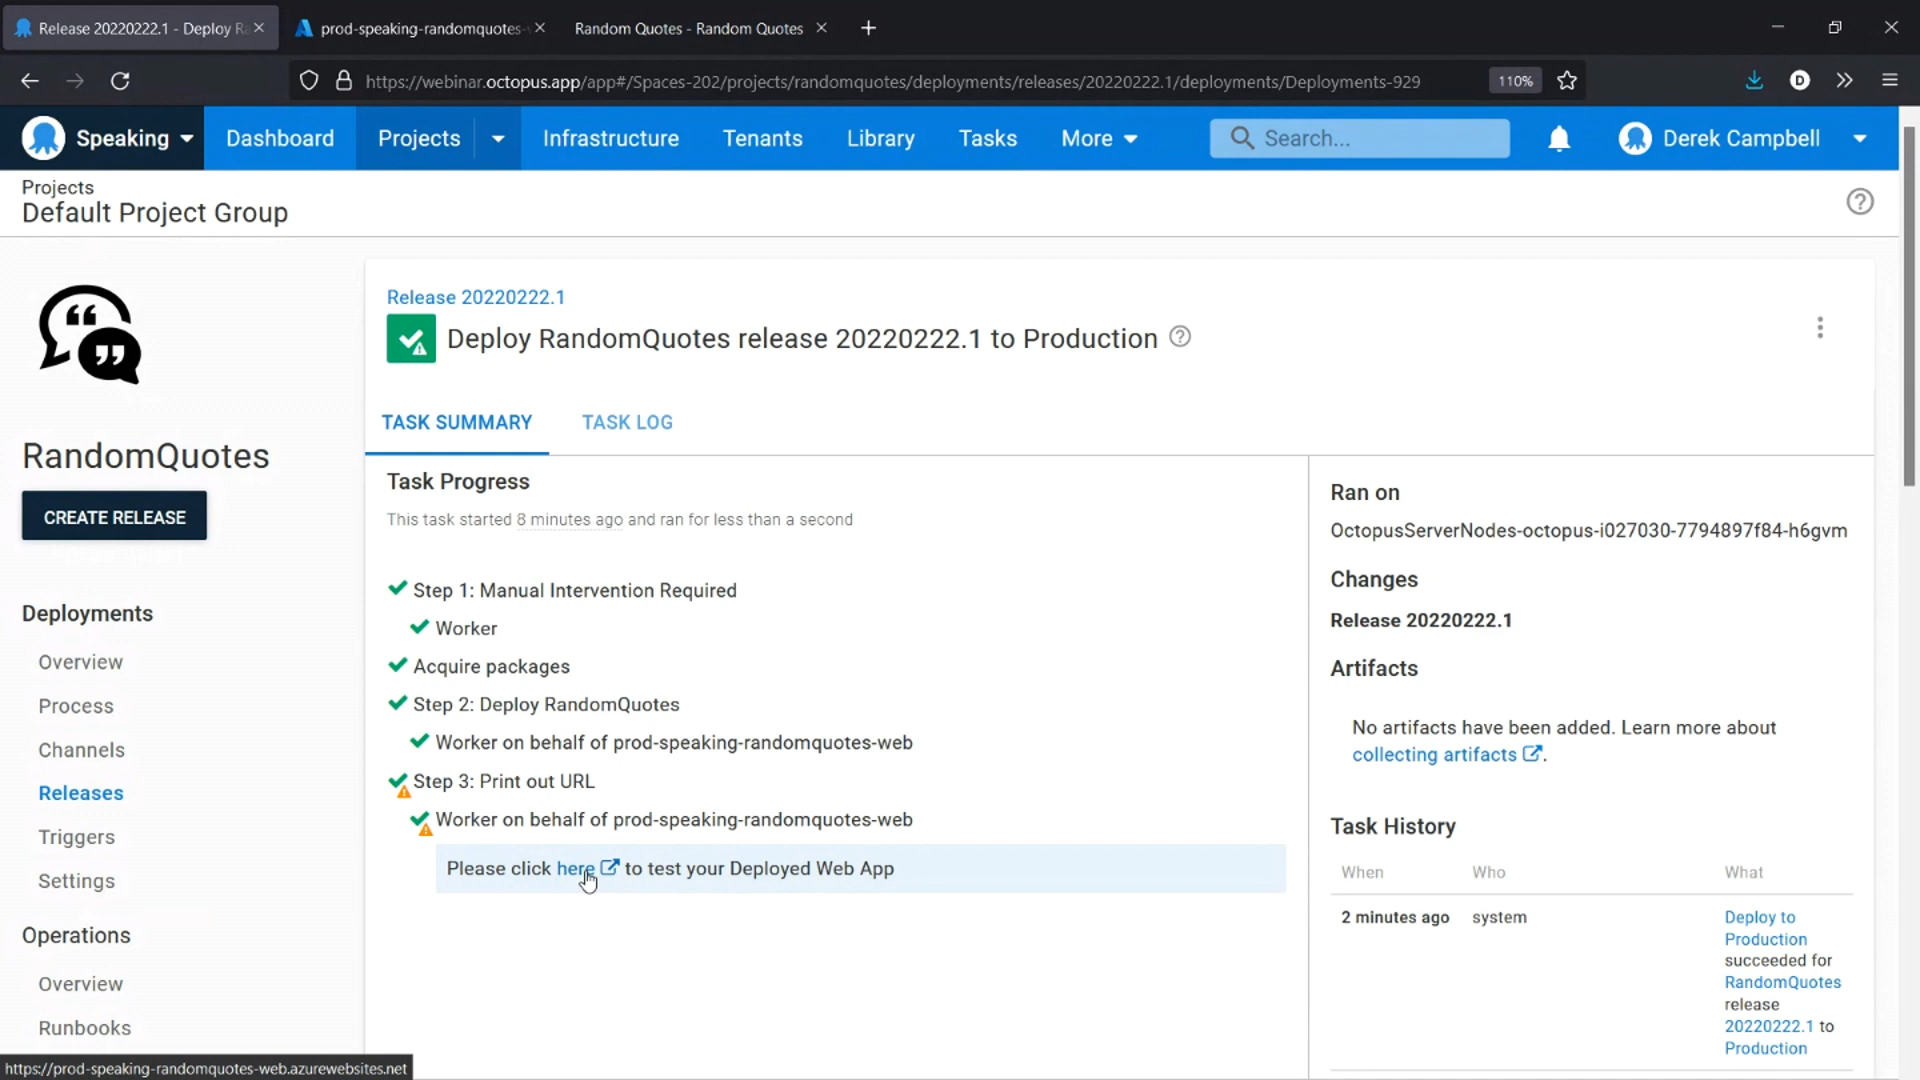 Release 20220222.1 - Deploy Ra
prod-speaking-randomquotes-
Random Quotes - Random Quotes
https://webinar.octopus.app/app#/Spaces-202/projects/randomquotes/deployments/releases/20220222.1/deployments/Deployments-929
110%
D
Speaking
Dashboard
Projects
Infrastructure
Tenants
Library
Tasks
More
Search...
Derek Campbell
Projects
Default Project Group
RandomQuotes
CREATE RELEASE
Deployments
Overview
Process
Channels
Releases
Triggers
Settings
Operations
Overview
Runbooks
Release 20220222.1
Deploy RandomQuotes release 20220222.1 to Production
TASK SUMMARY
TASK LOG
Task Progress
This task started 8 minutes ago and ran for less than a second
Step 1: Manual Intervention Required
Worker
Acquire packages
Step 2: Deploy RandomQuotes
Worker on behalf of prod-speaking-randomquotes-web
Step 3: Print out URL
Worker on behalf of prod-speaking-randomquotes-web
Please click here to test your Deployed Web App
Ran on
OctopusServerNodes-octopus-i027030-7794897f84-h6gvm
Changes
Release 20220222.1
Artifacts
No artifacts have been added. Learn more about
collecting artifacts.
Task History
When Who What
2 minutes ago system Deploy to
Production
succeeded for
RandomQuotes
release
20220222.1 to
Production
https://prod-speaking-randomquotes-web.azurewebsites.net